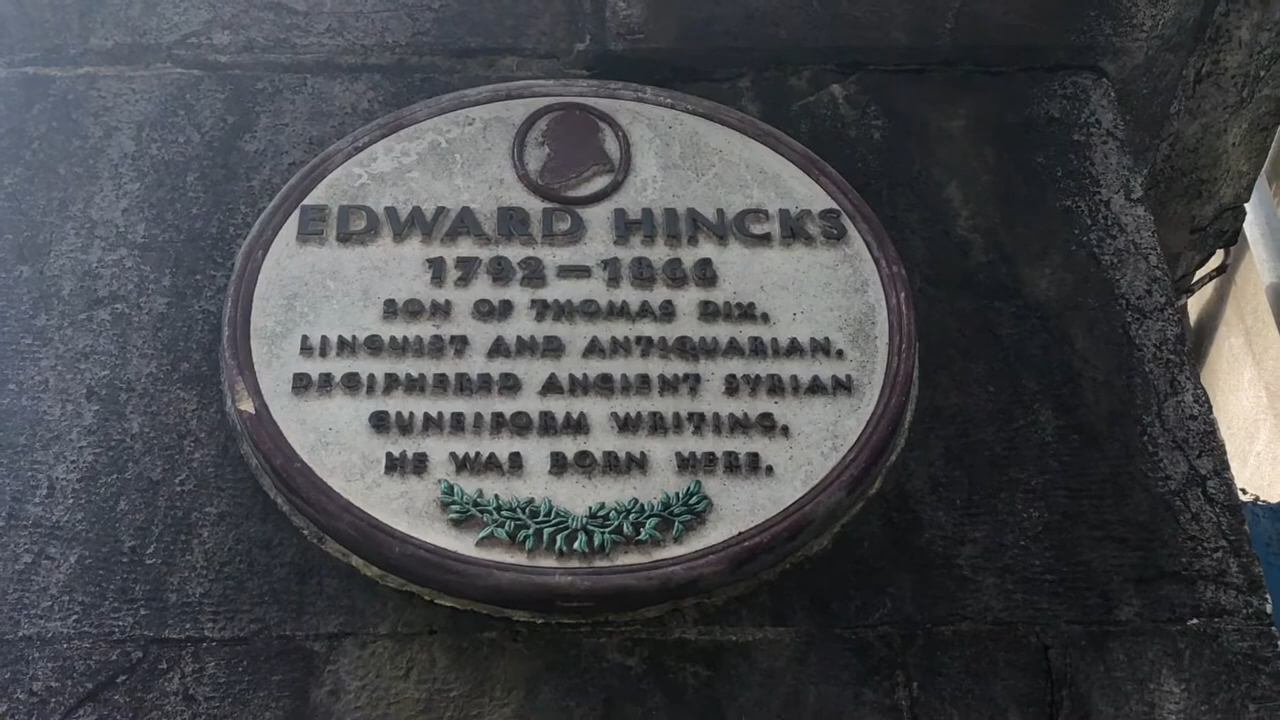 EDWARD HINCKS
1792-1866
SON OF THOMAS DIX,
LINGUIST AND ANTIQUARIAN.
DECIPHERED ANCIENT SYRIAN
CUNEIFORM WRITING.
HE WAS BORN HERE.